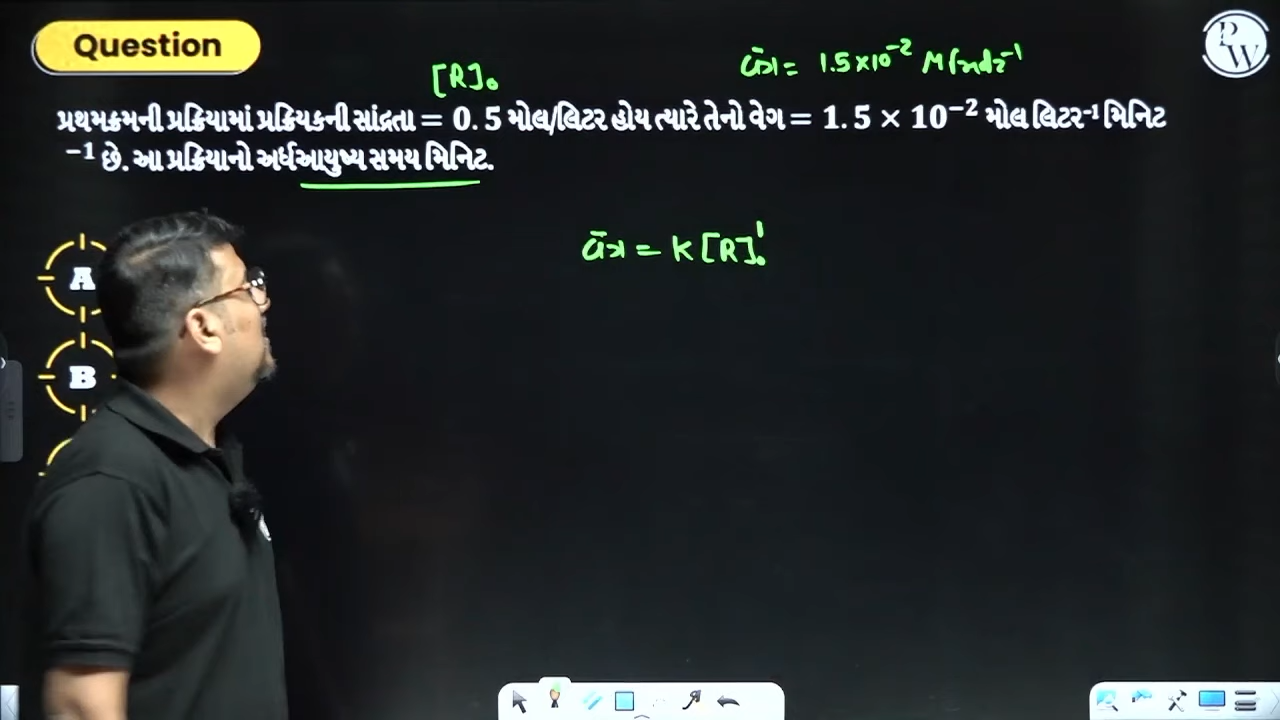 Question
[R]₀
વેગ = 1.5×10⁻² M મિનિટ⁻¹
પ્રથમક્રમની પ્રક્રિયામાં પ્રક્રિયકની સાંદ્રતા = 0.5 મોલ/લિટર હોય ત્યારે તેનો વેગ = 1.5 × 10⁻² મોલ લિટર⁻¹ મિનિટ
⁻¹ છે. આ પ્રક્રિયાનો અર્ધઆયુષ્ય સમય મિનિટ.
વેગ = K [R]₀¹
A
B
PW